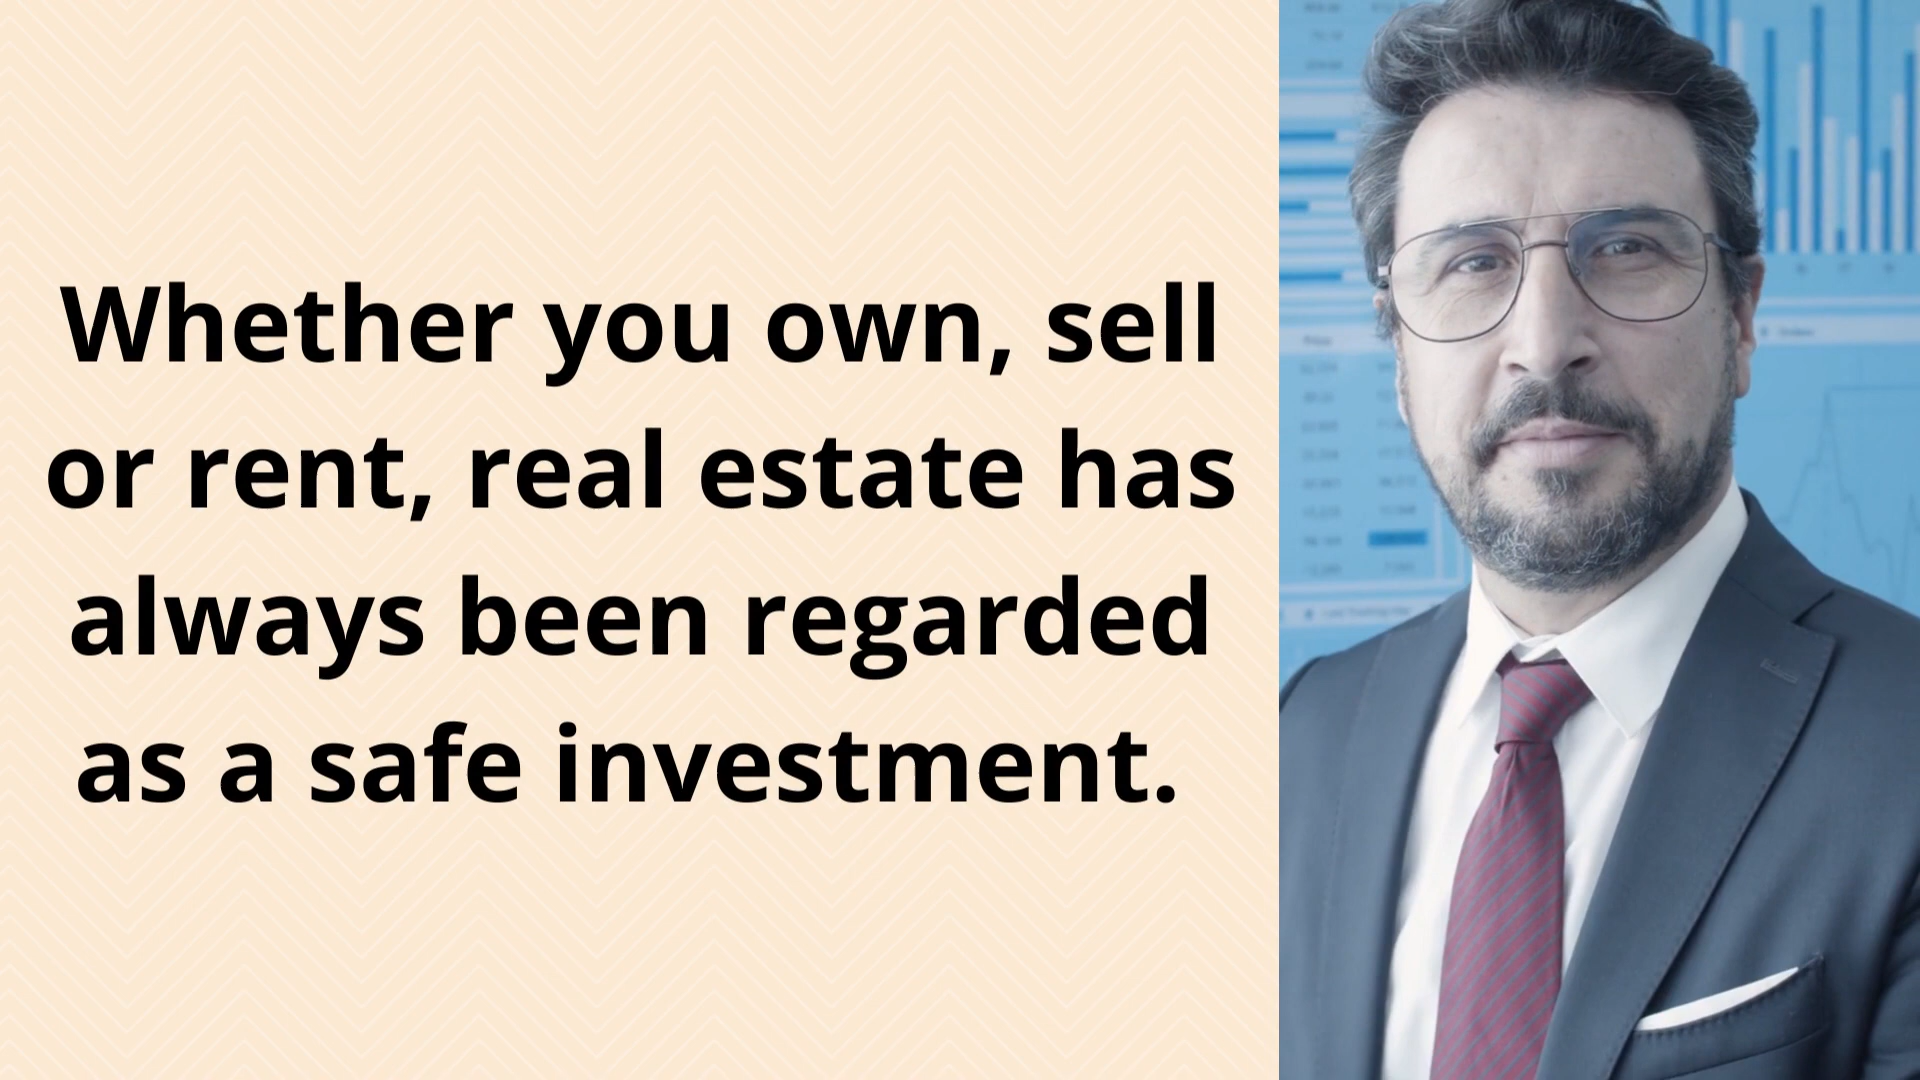 Whether you own, sell
or rent, real estate has
always been regarded
as a safe investment.